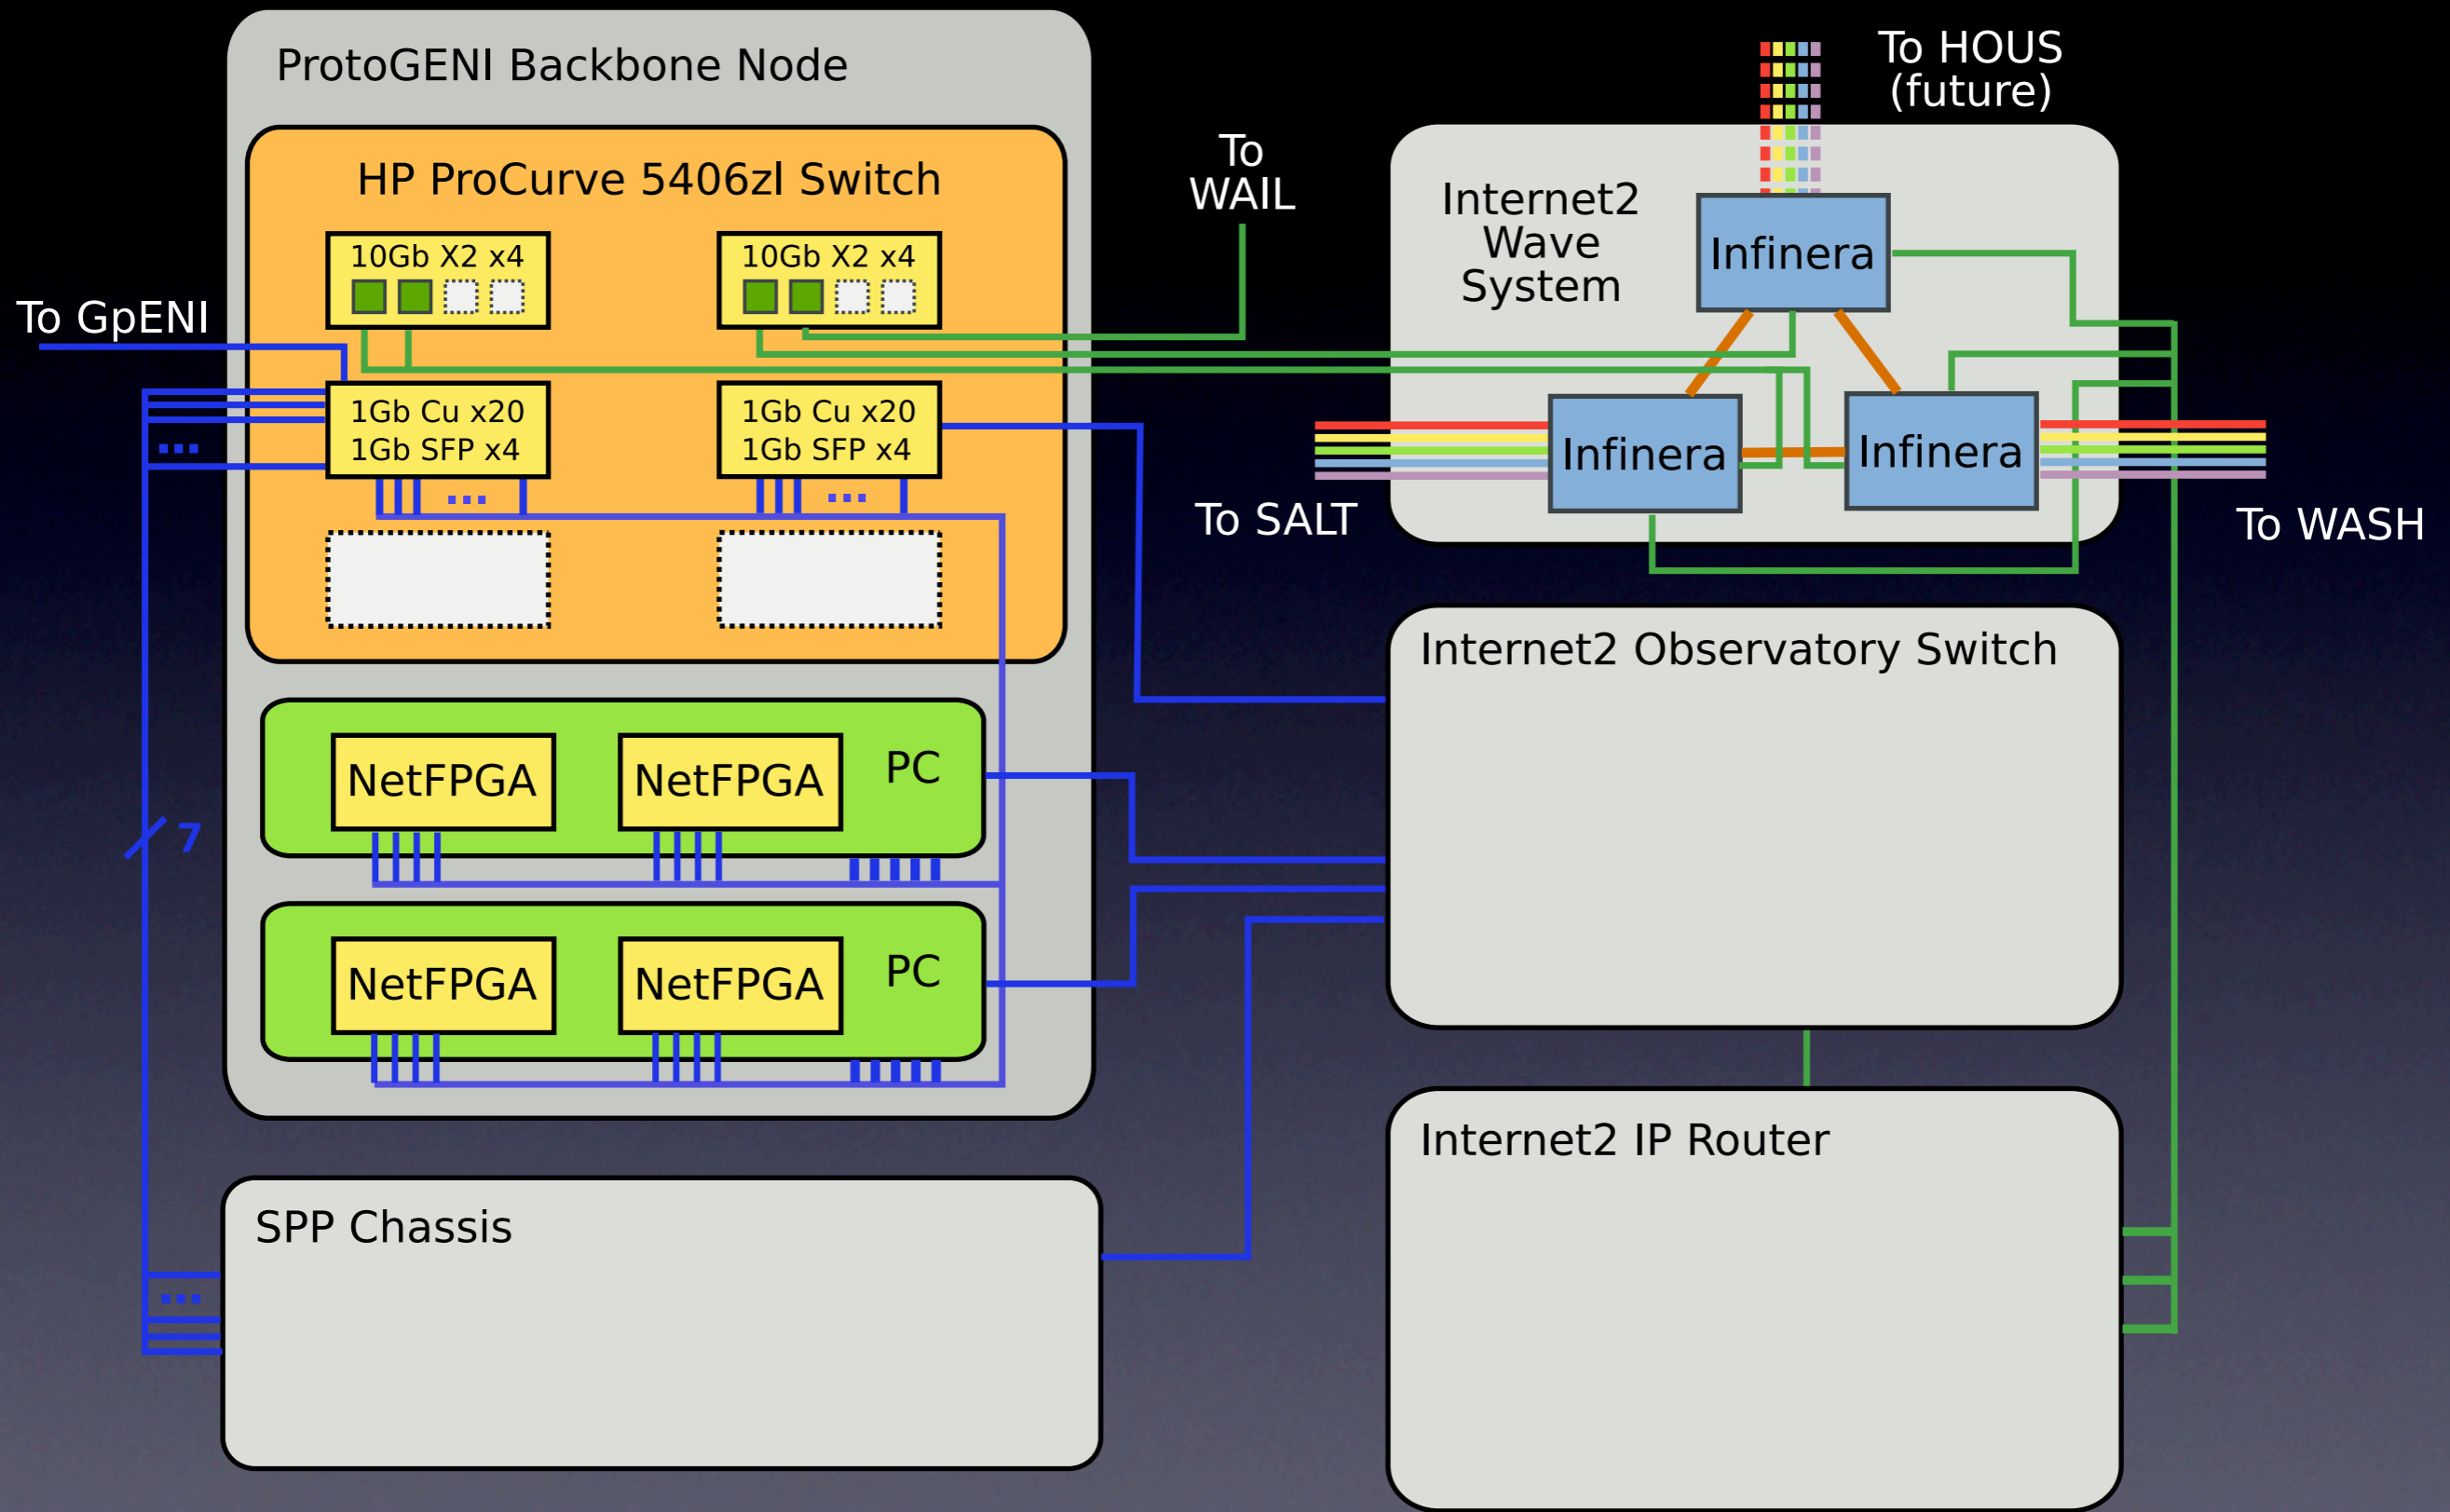 ProtoGENI Backbone Node
HP ProCurve 5406zl Switch
10Gb X2 x4
10Gb X2 x4
To GpENI
1Gb Cu x20
1Gb SFP x4
...
1Gb Cu x20
1Gb SFP x4
...
...
NetFPGA
NetFPGA
PC
7
NetFPGA
NetFPGA
PC
SPP Chassis
...
To
WAIL
To HOUS
(future)
Internet2
Wave
System
Infinera
Infinera
Infinera
To SALT
To WASH
Internet2 Observatory Switch
Internet2 IP Router